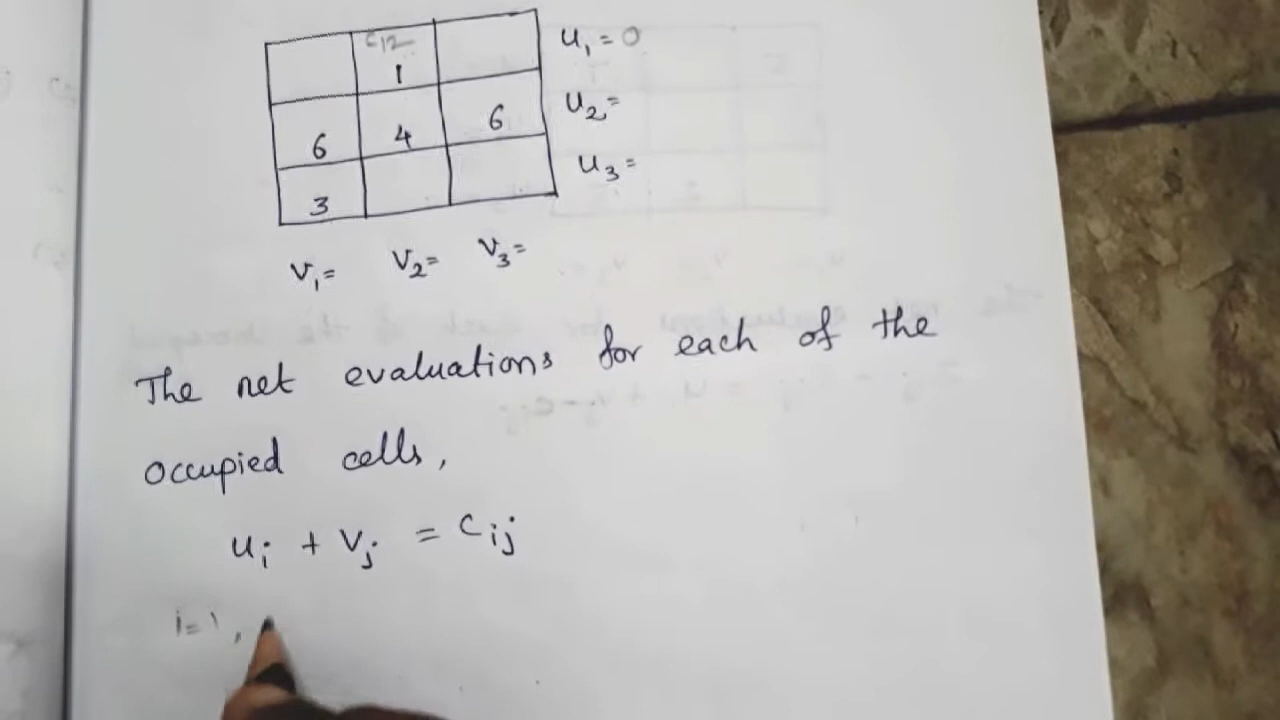 C12
1 u1 = 0
6 4 6 u2 =
3 u3 =
v1 = v2 = v3 =
The net evaluations for each of the
occupied cells,
ui + vj = cij
i = 1,